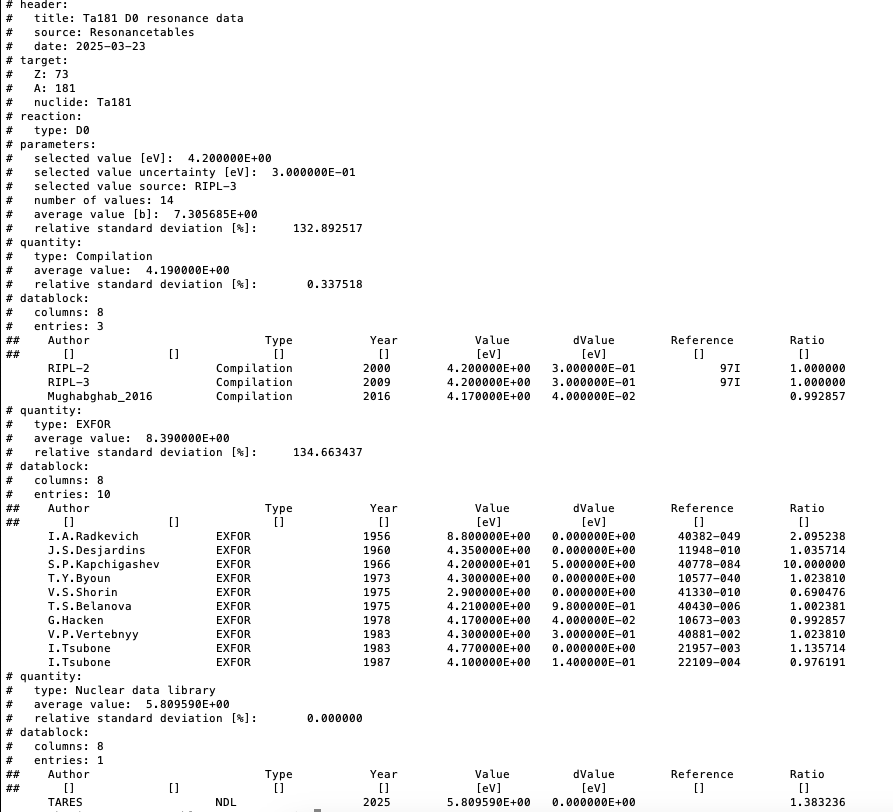 # header:
#   title: Ta181 D0 resonance data
#   source: Resonancetables
#   date: 2025-03-23
# target:
#   Z: 73
#   A: 181
#   nuclide: Ta181
# reaction:
#   type: D0
# parameters:
#   selected value [eV]:  4.200000E+00
#   selected value uncertainty [eV]:  3.000000E-01
#   selected value source: RIPL-3
#   number of values: 14
#   average value [b]:  7.305685E+00
#   relative standard deviation [%]:     132.892517
# quantity:
#   type: Compilation
#   average value:  4.190000E+00
#   relative standard deviation [%]:       0.337518
# datablock:
#   columns: 8
#   entries: 3
##    Author                         Type           Year           Value         dValue        Reference        Ratio
##      []             []             []             []            [eV]           [eV]            []             []
      RIPL-2              Compilation          2000        4.200000E+00   3.000000E-01            97I       1.000000
      RIPL-3              Compilation          2009        4.200000E+00   3.000000E-01            97I       1.000000
      Mughabghab_2016         Compilation          2016        4.170000E+00   4.000000E-02                      0.992857
# quantity:
#   type: EXFOR
#   average value:  8.390000E+00
#   relative standard deviation [%]:     134.663437
# datablock:
#   columns: 8
#   entries: 10
##    Author                         Type           Year           Value         dValue        Reference        Ratio
##      []             []             []             []            [eV]           [eV]            []             []
      I.A.Radkevich           EXFOR                1956        8.800000E+00   0.000000E+00      40382-049       2.095238
      J.S.Desjardins          EXFOR                1960        4.350000E+00   0.000000E+00      11948-010       1.035714
      S.P.Kapchigashev        EXFOR                1966        4.200000E+01   5.000000E+00      40778-084      10.000000
      T.Y.Byoun               EXFOR                1973        4.300000E+00   0.000000E+00      10577-040       1.023810
      V.S.Shorin              EXFOR                1975        2.900000E+00   0.000000E+00      41330-010       0.690476
      T.S.Belanova            EXFOR                1975        4.210000E+00   9.800000E-01      40430-006       1.002381
      G.Hacken                EXFOR                1978        4.170000E+00   4.000000E-02      10673-003       0.992857
      V.P.Vertebnyy           EXFOR                1983        4.300000E+00   3.000000E-01      40881-002       1.023810
      I.Tsubone               EXFOR                1983        4.770000E+00   0.000000E+00      21957-003       1.135714
      I.Tsubone               EXFOR                1987        4.100000E+00   1.400000E-01      22109-004       0.976191
# quantity:
#   type: Nuclear data library
#   average value:  5.809590E+00
#   relative standard deviation [%]:       0.000000
# datablock:
#   columns: 8
#   entries: 1
##    Author                         Type           Year           Value         dValue        Reference        Ratio
##      []             []             []             []            [eV]           [eV]            []             []
      TARES                   NDL                  2025        5.809590E+00   0.000000E+00                      1.383236